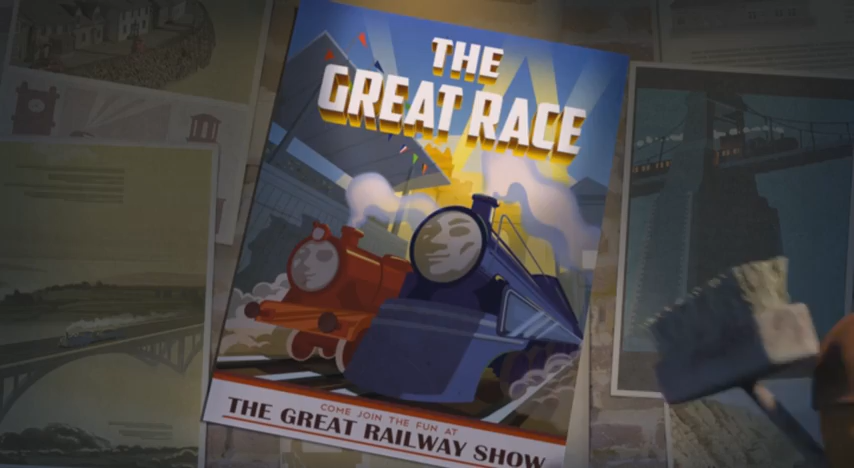 THE
GREAT RACE
COME JOIN THE FUN AT
THE GREAT RAILWAY SHOW